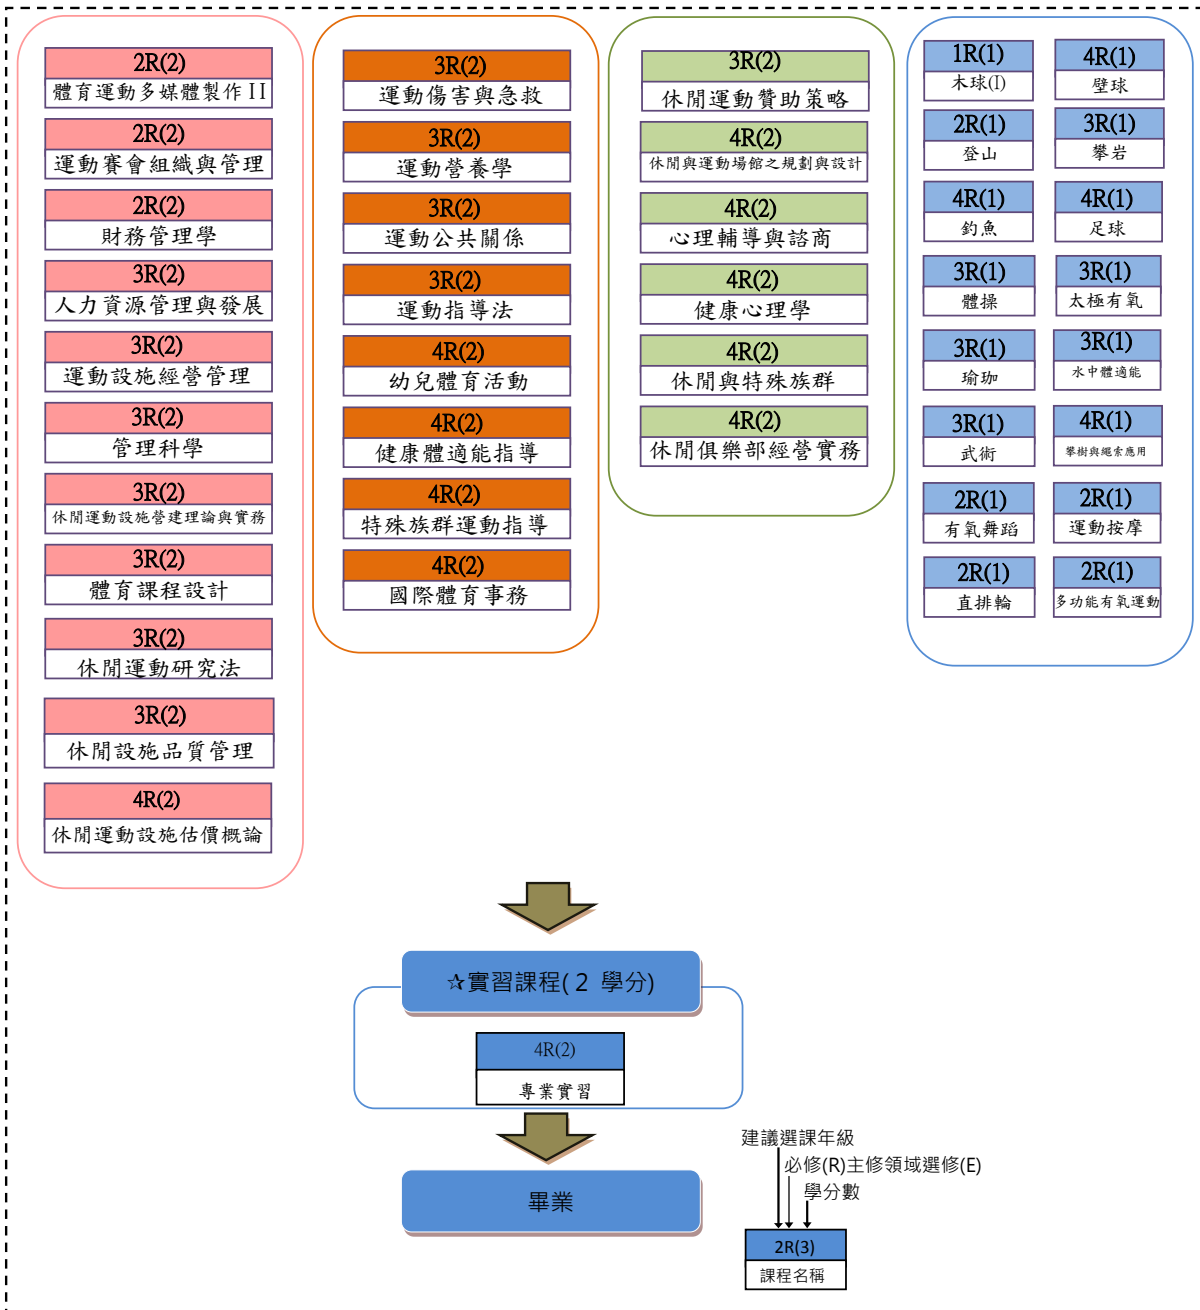 2R(2)
體育運動多媒體製作II
2R(2)
運動賽會組織與管理
2R(2)
財務管理學
3R(2)
人力資源管理與發展
3R(2)
運動設施經營管理
3R(2)
管理科學
3R(2)
休閒運動設施營建理論與實務
3R(2)
體育課程設計
3R(2)
休閒運動研究法
3R(2)
休閒設施品質管理
4R(2)
休閒運動設施估價概論
3R(2)
運動傷害與急救
3R(2)
運動營養學
3R(2)
運動公共關係
3R(2)
運動指導法
4R(2)
幼兒體育活動
4R(2)
健康體適能指導
4R(2)
特殊族群運動指導
4R(2)
國際體育事務
3R(2)
休閒運動贊助策略
4R(2)
休閒與運動場館之規劃與設計
4R(2)
心理輔導與諮商
4R(2)
健康心理學
4R(2)
休閒與特殊族群
4R(2)
休閒俱樂部經營實務
1R(1)
木球(I)
2R(1)
登山
4R(1)
釣魚
3R(1)
體操
3R(1)
瑜珈
3R(1)
武術
2R(1)
有氧舞蹈
2R(1)
直排輪
4R(1)
壁球
3R(1)
攀岩
4R(1)
足球
3R(1)
太極有氧
3R(1)
水中體適能
4R(1)
攀樹與繩索應用
2R(1)
運動按摩
2R(1)
多功能有氧運動
☆實習課程(2 學分)
4R(2)
專業實習
畢業
建議選課年級
必修(R)主修領域選修(E)
學分數
2R(3)
課程名稱